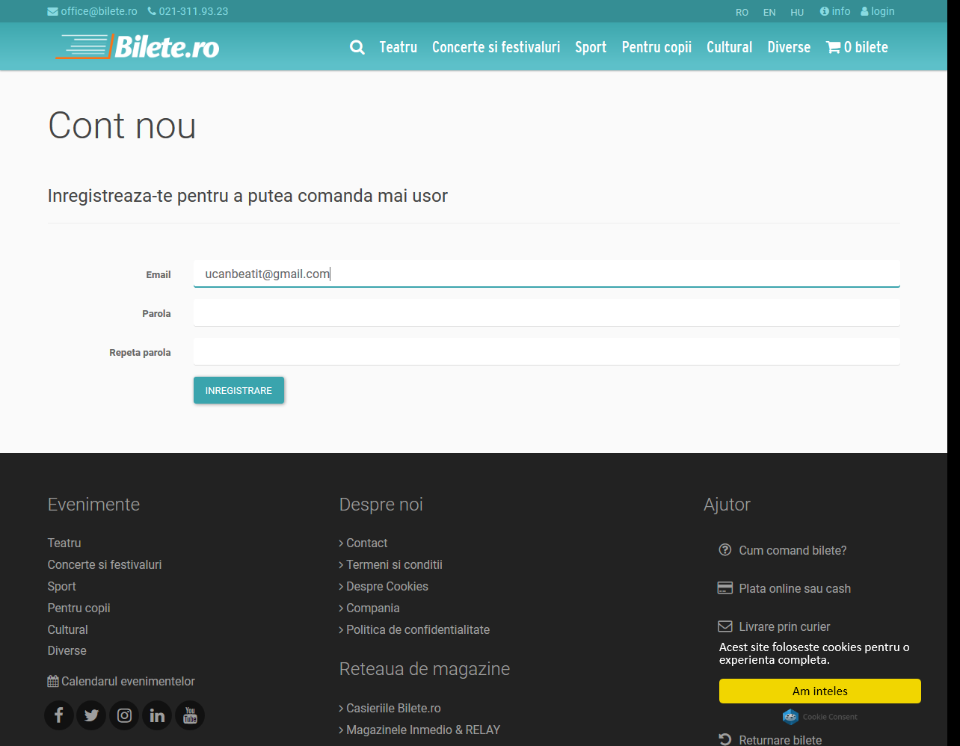 office@bilete.ro 021-311.93.23 RO EN HU info login
Bilete.ro Teatru Concerte si festivaluri Sport Pentru copii Cultural Diverse 0 bilete
Cont nou
Inregistreaza-te pentru a putea comanda mai usor
Email ucanbeatit@gmail.com
Parola
Repeta parola
INREGISTRARE
Evenimente
Teatru
Concerte si festivaluri
Sport
Pentru copii
Cultural
Diverse
Calendarul evenimentelor
You Tube
Despre noi
> Contact
> Termeni si conditii
> Despre Cookies
> Compania
> Politica de confidentialitate
Reteaua de magazine
> Casieriile Bilete.ro
> Magazinele Inmedio & RELAY
Ajutor
Cum comand bilete?
Plata online sau cash
Livrare prin curier
Acest site foloseste cookies pentru o
experienta completa.
Am inteles
Cookie Consent
Returnare bilete